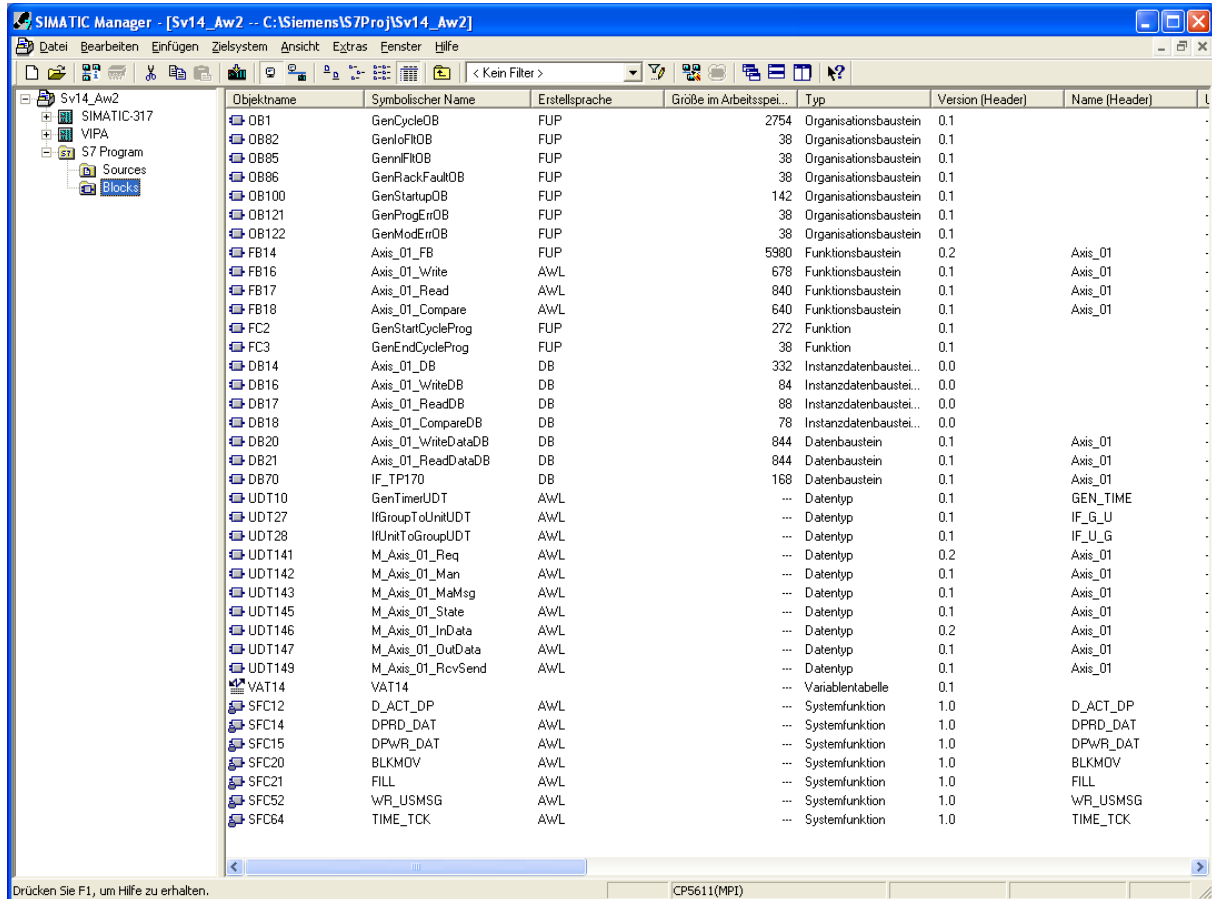 SIMATIC Manager - [Sv14_Aw2 -- C:\Siemens\S7Proj\Sv14_Aw2]
Datei Bearbeiten Einfügen Zielsystem Ansicht Extras Fenster Hilfe
< Kein Filter >
Sv14_Aw2
SIMATIC-317
VIPA
S7 Program
Sources
Blocks
Objektname Symbolischer Name Erstellsprache Größe im Arbeitsspei... Typ Version (Header) Name (Header) U
OB1 GenCycleOB FUP 2754 Organisationsbaustein 0.1 -
OB82 GenIoFltOB FUP 38 Organisationsbaustein 0.1 -
OB85 GennlFltOB FUP 38 Organisationsbaustein 0.1 -
OB86 GenRackFaultOB FUP 38 Organisationsbaustein 0.1 -
OB100 GenStartupOB FUP 142 Organisationsbaustein 0.1 -
OB121 GenProgErrOB FUP 38 Organisationsbaustein 0.1 -
OB122 GenModErrOB FUP 38 Organisationsbaustein 0.1 -
FB14 Axis_01_FB FUP 5980 Funktionsbaustein 0.2 Axis_01 -
FB16 Axis_01_Write AWL 678 Funktionsbaustein 0.1 Axis_01 -
FB17 Axis_01_Read AWL 840 Funktionsbaustein 0.1 Axis_01 -
FB18 Axis_01_Compare AWL 640 Funktionsbaustein 0.1 Axis_01 -
FC2 GenStartCycleProg FUP 272 Funktion 0.1 -
FC3 GenEndCycleProg FUP 38 Funktion 0.1 -
DB14 Axis_01_DB DB 332 Instanzdatenbaustei... 0.0 -
DB16 Axis_01_WriteDB DB 84 Instanzdatenbaustei... 0.0 -
DB17 Axis_01_ReadDB DB 88 Instanzdatenbaustei... 0.0 -
DB18 Axis_01_CompareDB DB 78 Instanzdatenbaustei... 0.0 -
DB20 Axis_01_WriteDataDB DB 844 Datenbaustein 0.1 Axis_01 -
DB21 Axis_01_ReadDataDB DB 844 Datenbaustein 0.1 Axis_01 -
DB70 IF_TP170 DB 168 Datenbaustein 0.1 Axis_01 -
UDT10 GenTimerUDT AWL --- Datentyp 0.1 GEN_TIME -
UDT27 IfGroupToUnitUDT AWL --- Datentyp 0.1 IF_G_U -
UDT28 IfUnitToGroupUDT AWL --- Datentyp 0.1 IF_U_G -
UDT141 M_Axis_01_Req AWL --- Datentyp 0.2 Axis_01 -
UDT142 M_Axis_01_Man AWL --- Datentyp 0.1 Axis_01 -
UDT143 M_Axis_01_MaMsg AWL --- Datentyp 0.1 Axis_01 -
UDT145 M_Axis_01_State AWL --- Datentyp 0.1 Axis_01 -
UDT146 M_Axis_01_InData AWL --- Datentyp 0.2 Axis_01 -
UDT147 M_Axis_01_OutData AWL --- Datentyp 0.1 Axis_01 -
UDT149 M_Axis_01_RcvSend AWL --- Datentyp 0.1 Axis_01 -
VAT14 VAT14 --- Variablentabelle 0.1 -
SFC12 D_ACT_DP AWL --- Systemfunktion 1.0 D_ACT_DP -
SFC14 DPRD_DAT AWL --- Systemfunktion 1.0 DPRD_DAT -
SFC15 DPWR_DAT AWL --- Systemfunktion 1.0 DPWR_DAT -
SFC20 BLKMOV AWL --- Systemfunktion 1.0 BLKMOV -
SFC21 FILL AWL --- Systemfunktion 1.0 FILL -
SFC52 WR_USMSG AWL --- Systemfunktion 1.0 WR_USMSG -
SFC64 TIME_TCK AWL --- Systemfunktion 1.0 TIME_TCK -
Drücken Sie F1, um Hilfe zu erhalten. CP5611(MPI)